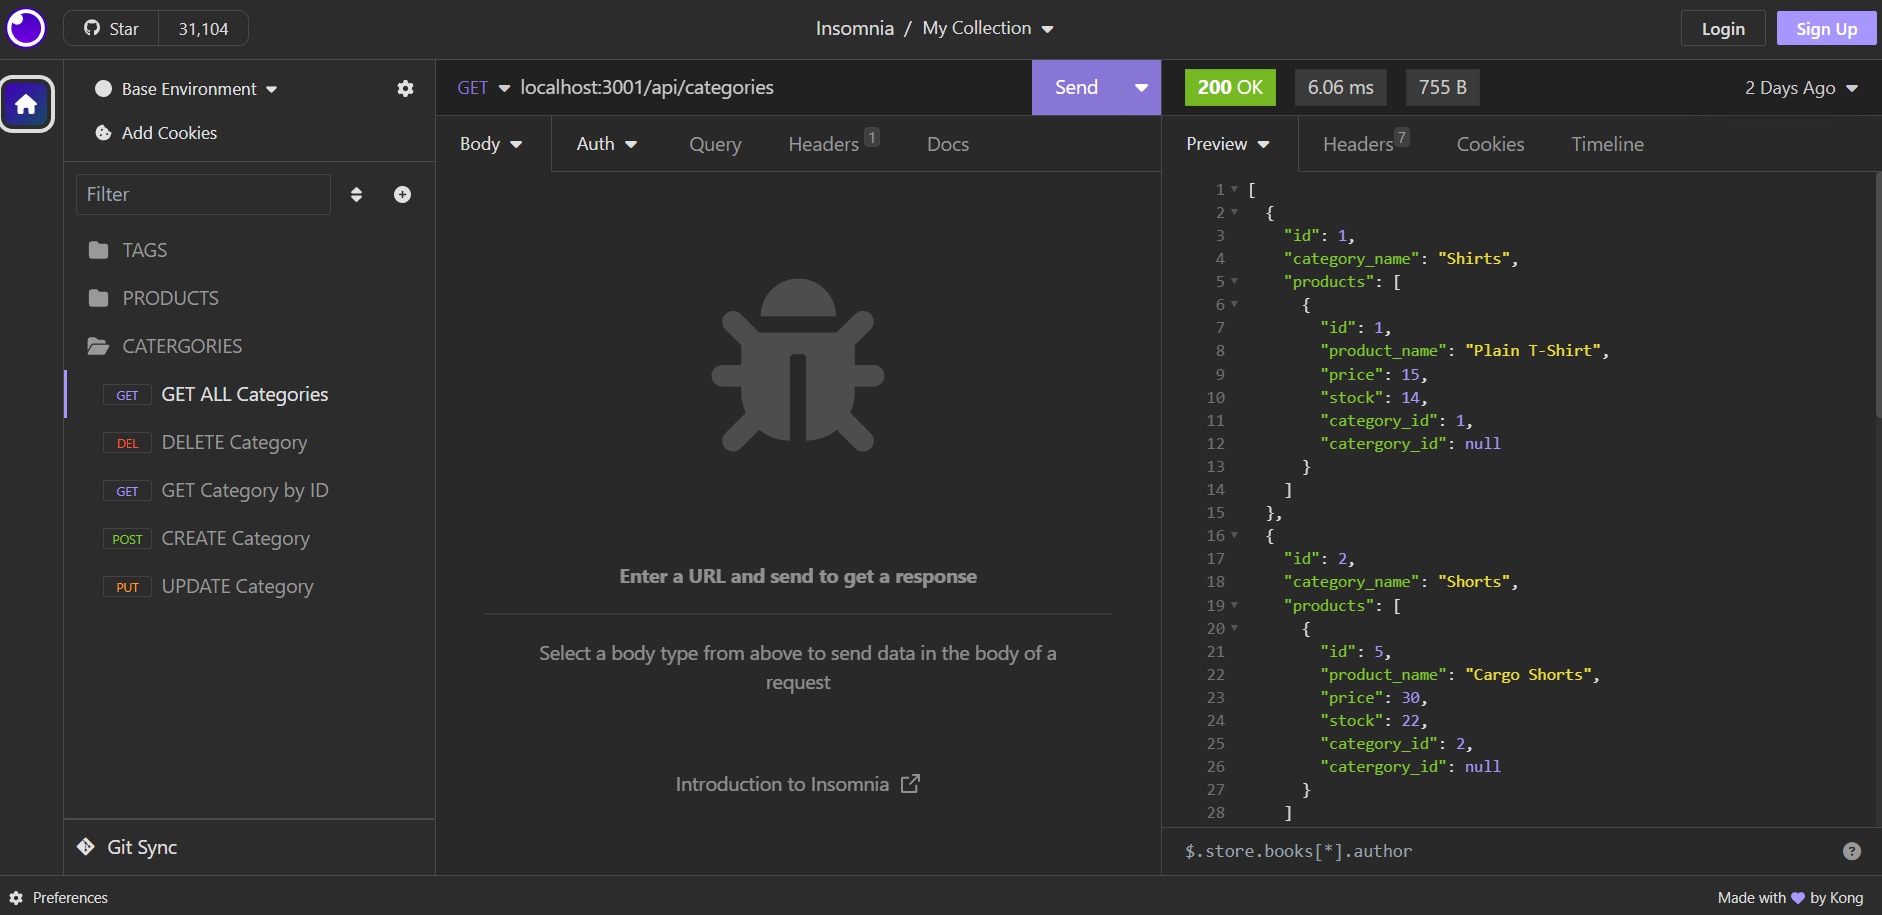 Star 31,104
Insomnia / My Collection
Login Sign Up
Base Environment
Add Cookies
Filter
TAGS
PRODUCTS
CATERGORIES
GET GET ALL Categories
DEL DELETE Category
GET GET Category by ID
POST CREATE Category
PUT UPDATE Category
Git Sync
GET localhost:3001/api/categories Send
Body Auth Query Headers 1 Docs
Enter a URL and send to get a response
Select a body type from above to send data in the body of a
request
Introduction to Insomnia
200 OK 6.06 ms 755 B 2 Days Ago
Preview Headers 7 Cookies Timeline
1 [
2 {
3 "id": 1,
4 "category_name": "Shirts",
5 "products": [
6 {
7 "id": 1,
8 "product_name": "Plain T-Shirt",
9 "price": 15,
10 "stock": 14,
11 "category_id": 1,
12 "catergory_id": null
13 }
14 ]
15 },
16 {
17 "id": 2,
18 "category_name": "Shorts",
19 "products": [
20 {
21 "id": 5,
22 "product_name": "Cargo Shorts",
23 "price": 30,
24 "stock": 22,
25 "category_id": 2,
26 "catergory_id": null
27 }
28 ]
$.store.books[*].author ?
Preferences
Made with by Kong